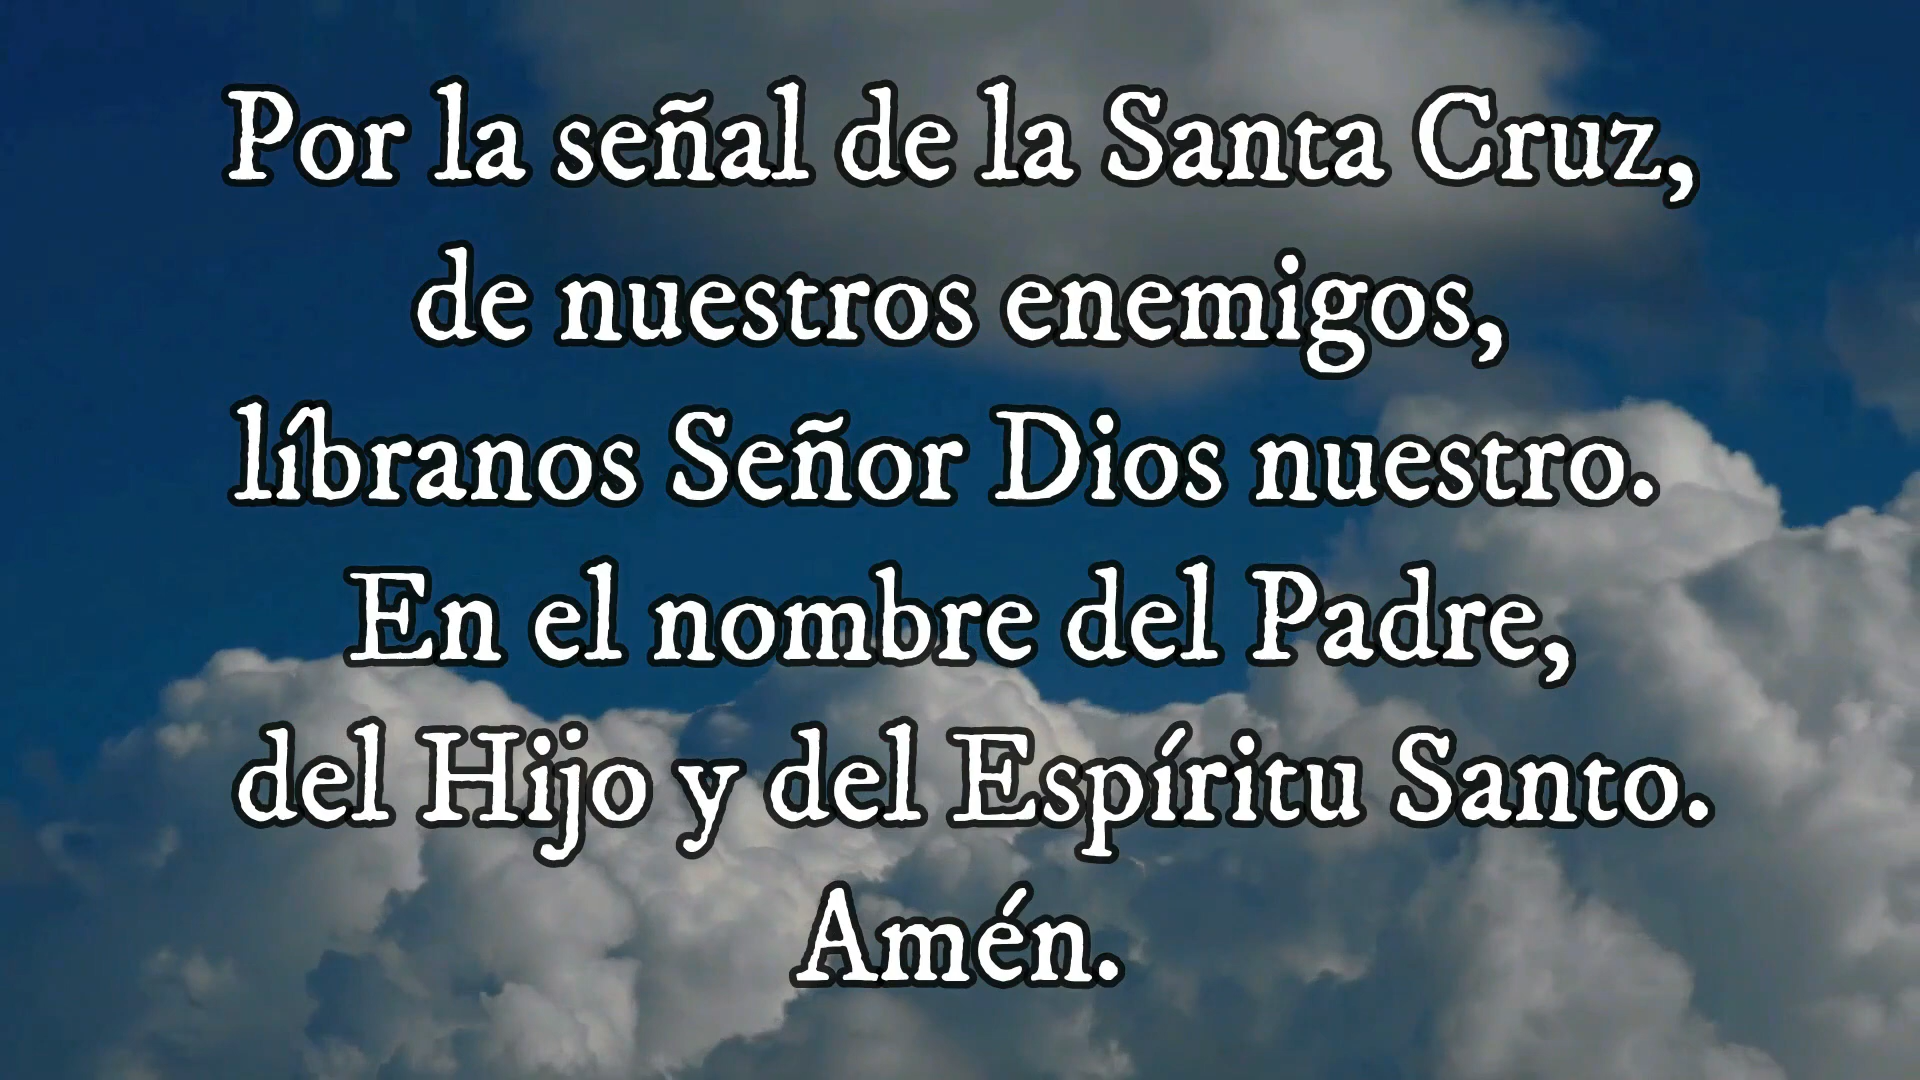 Por la señal de la Santa Cruz,
de nuestros enemigos,
líbranos Señor Dios nuestro.
En el nombre del Padre,
del Hijo y del Espíritu Santo.
Amén.